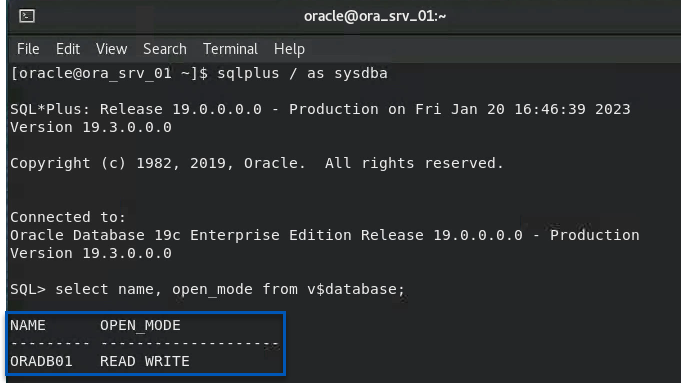 oracle@ora_srv_01:~
File Edit View Search Terminal Help
[oracle@ora_srv_01 ~]$ sqlplus / as sysdba
SQL*Plus: Release 19.0.0.0.0 - Production on Fri Jan 20 16:46:39 2023
Version 19.3.0.0.0
Copyright (c) 1982, 2019, Oracle.  All rights reserved.
Connected to:
Oracle Database 19c Enterprise Edition Release 19.0.0.0.0 - Production
Version 19.3.0.0.0
SQL> select name, open_mode from v$database;
NAME      OPEN_MODE
--------- --------------------
ORADB01   READ WRITE